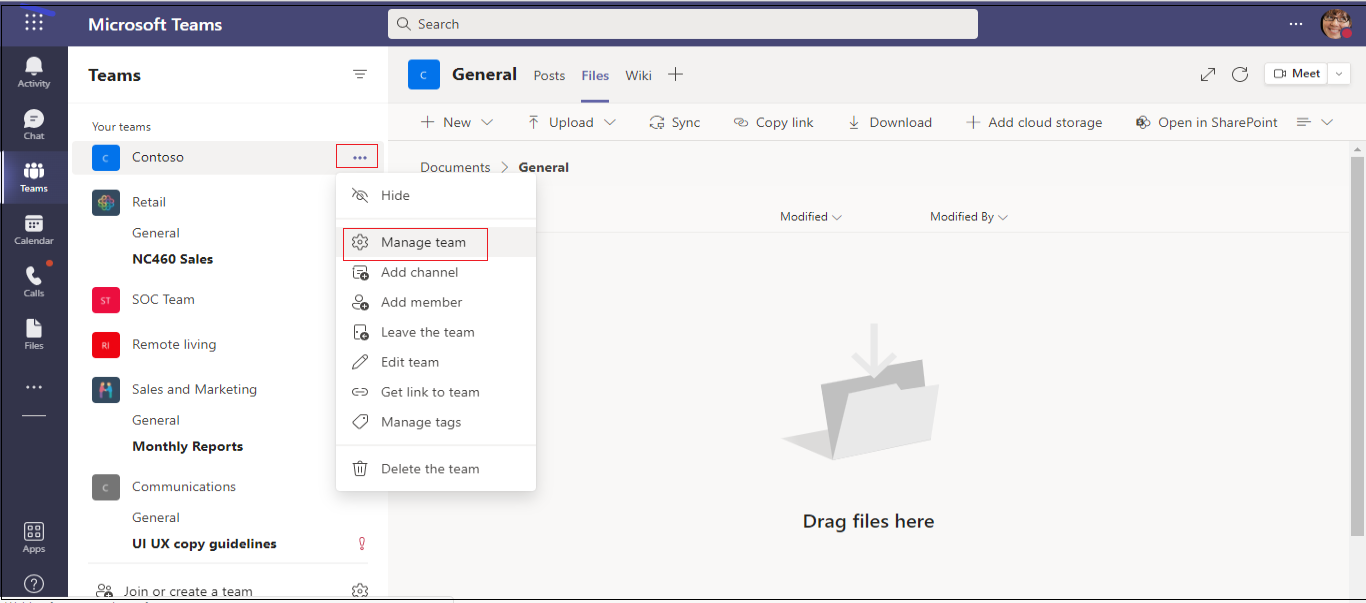 Microsoft Teams
Search
Activity
Chat
Teams
Calendar
Calls
Files
Apps
Teams
Your teams
C Contoso
Retail
General
NC460 Sales
ST SOC Team
RI Remote living
Sales and Marketing
General
Monthly Reports
C Communications
General
UI UX copy guidelines
Join or create a team
Hide
Manage team
Add channel
Add member
Leave the team
Edit team
Get link to team
Manage tags
Delete the team
C General Posts Files Wiki
Meet
New Upload Sync Copy link Download Add cloud storage Open in SharePoint
Documents > General
Modified Modified By
Drag files here